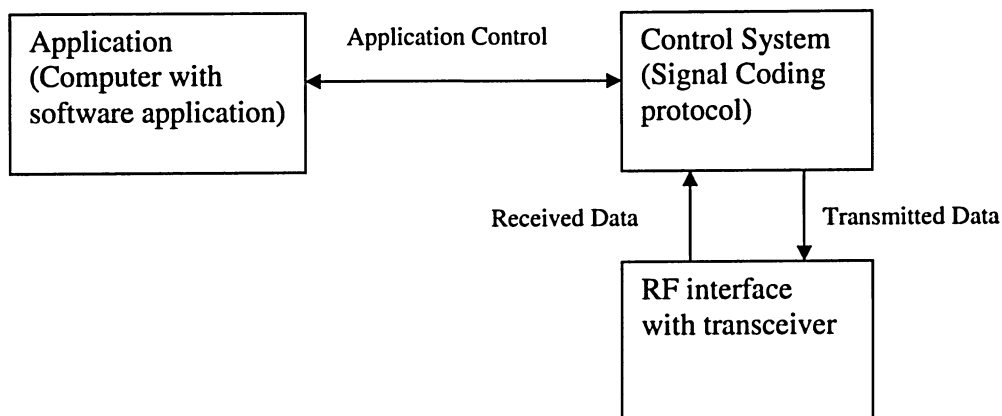 Application
(Computer with
software application)
Application Control
Control System
(Signal Coding
protocol)
Received Data
Transmitted Data
RF interface
with transceiver